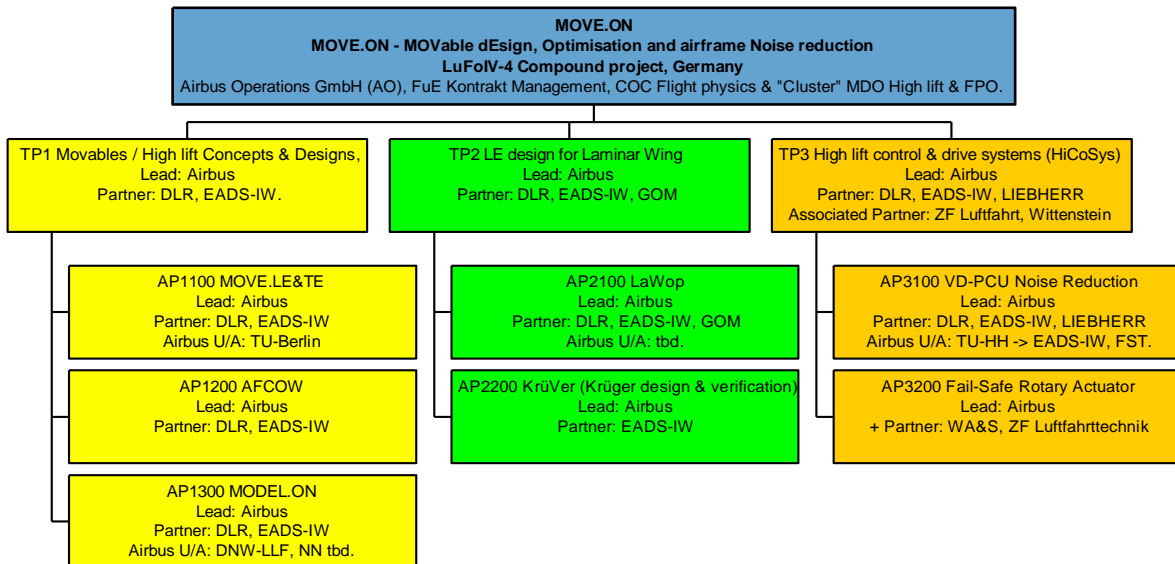 MOVE.ON
MOVE.ON - MOVable dEsign, Optimisation and airframe Noise reduction
LuFoIV-4 Compound project, Germany
Airbus Operations GmbH (AO), FuE Kontrakt Management, COC Flight physics & "Cluster" MDO High lift & FPO.
TP1 Movables / High lift Concepts & Designs,
Lead: Airbus
Partner: DLR, EADS-IW.
AP1100 MOVE.LE&TE
Lead: Airbus
Partner: DLR, EADS-IW
Airbus U/A: TU-Berlin
AP1200 AFCOW
Lead: Airbus
Partner: DLR, EADS-IW
AP1300 MODEL.ON
Lead: Airbus
Partner: DLR, EADS-IW
Airbus U/A: DNW-LLF, NN tbd.
TP2 LE design for Laminar Wing
Lead: Airbus
Partner: DLR, EADS-IW, GOM
AP2100 LaWop
Lead: Airbus
Partner: DLR, EADS-IW, GOM
Airbus U/A: tbd.
AP2200 KrüVer (Krüger design & verification)
Lead: Airbus
Partner: EADS-IW
TP3 High lift control & drive systems (HiCoSys)
Lead: Airbus
Partner: DLR, EADS-IW, LIEBHERR
Associated Partner: ZF Luftfahrt, Wittenstein
AP3100 VD-PCU Noise Reduction
Lead: Airbus
Partner: DLR, EADS-IW, LIEBHERR
Airbus U/A: TU-HH -> EADS-IW, FST.
AP3200 Fail-Safe Rotary Actuator
Lead: Airbus
+ Partner: WA&S, ZF Luftfahrttechnik